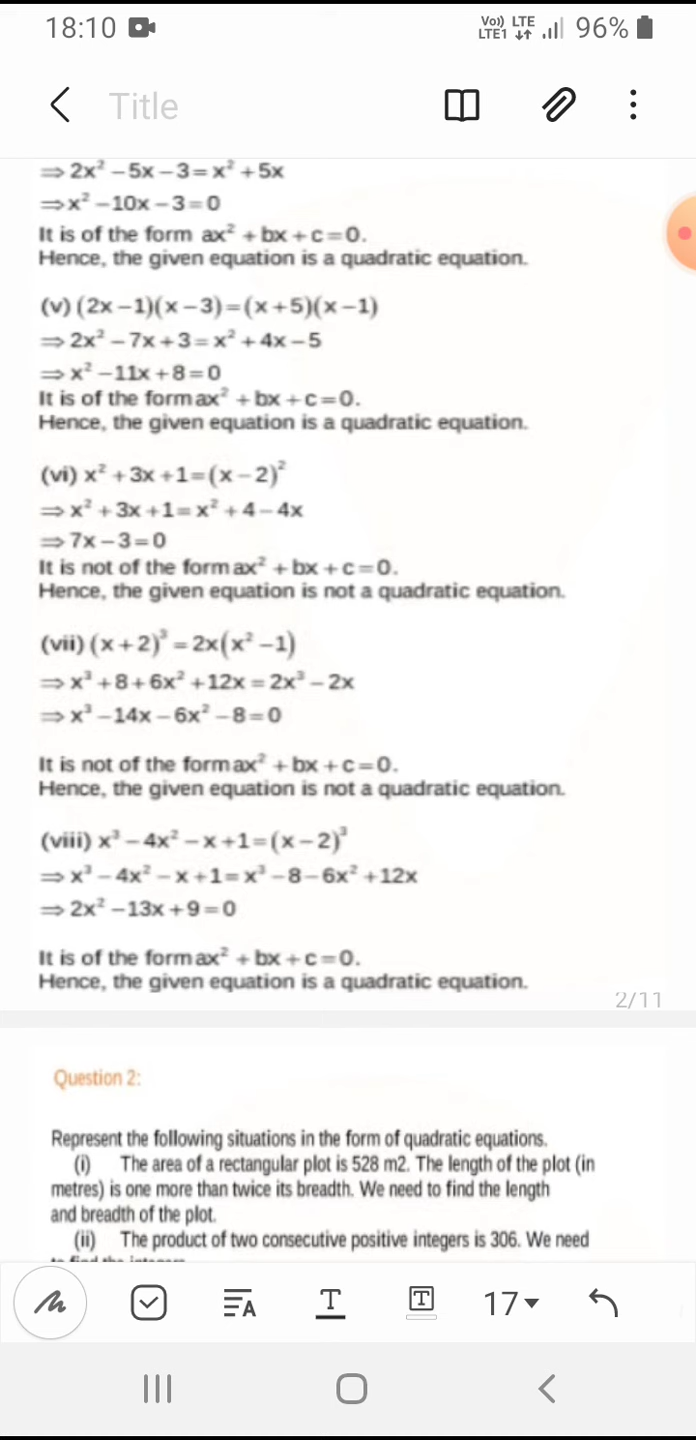 18:10
Vo)) LTE
LTE1
96%
Title
⇒ 2x² – 5x – 3 = x² + 5x
⇒ x² – 10x – 3 = 0
It is of the form ax² + bx + c = 0.
Hence, the given equation is a quadratic equation.
(v) (2x – 1)(x – 3) = (x + 5)(x – 1)
⇒ 2x² – 7x + 3 = x² + 4x – 5
⇒ x² – 11x + 8 = 0
It is of the form ax² + bx + c = 0.
Hence, the given equation is a quadratic equation.
(vi) x² + 3x + 1 = (x – 2)²
⇒ x² + 3x + 1 = x² + 4 – 4x
⇒ 7x – 3 = 0
It is not of the form ax² + bx + c = 0.
Hence, the given equation is not a quadratic equation.
(vii) (x + 2)³ = 2x(x² – 1)
⇒ x³ + 8 + 6x² + 12x = 2x³ – 2x
⇒ x³ – 14x – 6x² – 8 = 0
It is not of the form ax² + bx + c = 0.
Hence, the given equation is not a quadratic equation.
(viii) x³ – 4x² – x + 1 = (x – 2)³
⇒ x³ – 4x² – x + 1 = x³ – 8 – 6x² + 12x
⇒ 2x² – 13x + 9 = 0
It is of the form ax² + bx + c = 0.
Hence, the given equation is a quadratic equation.
2/11
Question 2:
Represent the following situations in the form of quadratic equations.
(i) The area of a rectangular plot is 528 m2. The length of the plot (in
metres) is one more than twice its breadth. We need to find the length
and breadth of the plot.
(ii) The product of two consecutive positive integers is 306. We need
17